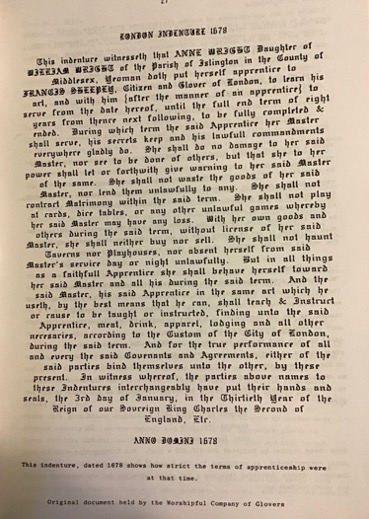 27
LONDON INDENTURE 1678
This indenture witnesseth that ANNE WRIGHT Daughter of
WILLIAM WRIGHT of the Parish of Islington in the County of
Middlesex, Yeoman doth put herself apprentice to
FRANCIS SHEEPEY, Citizen and Glover of London, to learn his
art, and with him {after the manner of an apprentice} to
serve from the date hereof, until the full end term of eight
years from thence next following, to be fully completed &
ended. During which term the said Apprentice her Master
shall serve, his secrets keep and his lawfull commandments
everywhere gladly do. She shall do no damage to her said
Master, nor see to be done of others, but that she to her
power shall let or forthwith give warning to her said Master
of the same. She shall not waste the goods of her said
Master, nor lend them unlawfully to any. She shall not
contract Matrimony within the said term. She shall not play
at cards, dice tables, or any other unlawful games whereby
her said Master may have any loss. With her own goods and
others during the said term, without license of her said
Master, she shall neither buy nor sell. She shall not haunt
Taverns nor Playhouses, nor absent herself from said
Master's service day or night unlawfully. But in all things
as a faithfull Apprentice she shall behave herself toward
her said Master and all his during the said term. And the
said Master, his said Apprentice in the same art which he
useth, by the best means that he can, shall teach & Instruct
or cause to be taught or instructed, finding unto the said
Apprentice, meat, drink, apparel, lodging and all other
necessaries, according to the Custom of the City of London,
during the said term. And for the true performance of all
and every the said Covenants and Agreements, either of the
said parties bind themselves unto the other, by these
present. In witness whereof, the parties above names to
these Indentures interchangeably have put their hands and
seals, the 3rd day of January, in the Thirtieth Year of the
Reign of our Sovreign King Charles the Second of
England, Etc.
ANNO DOMINI 1678
This indenture, dated 1678 shows how strict the terms of apprenticeship were
at that time.
Original document held by the Worshipful Company of Glovers